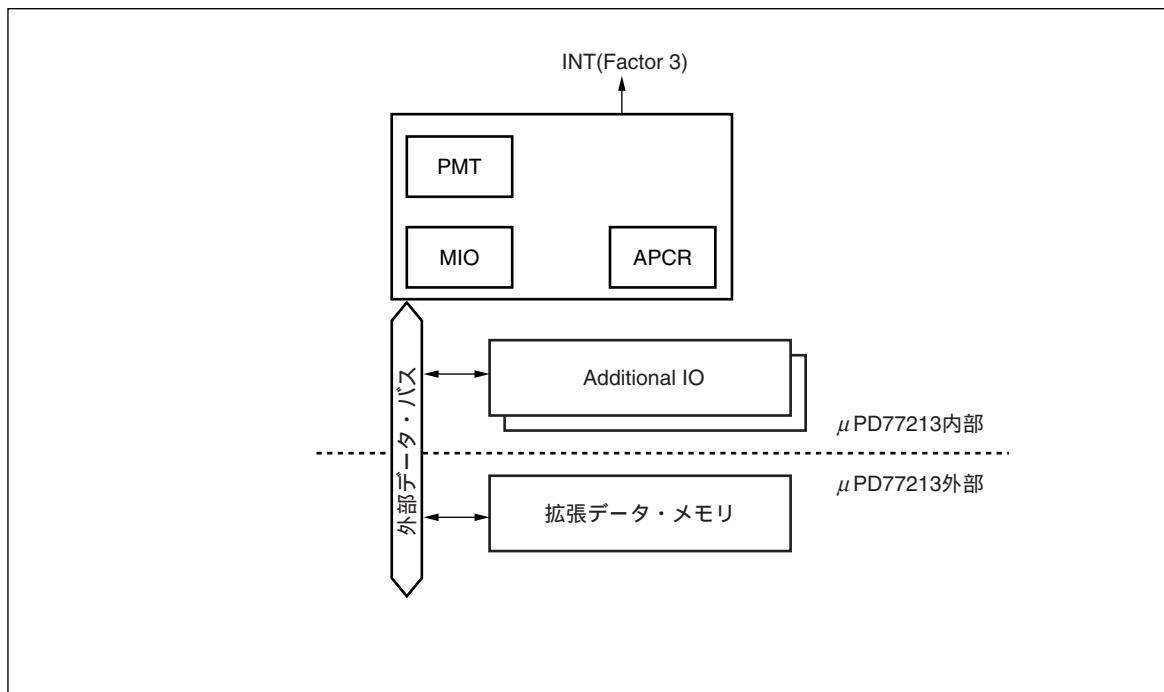 INT(Factor 3)
PMT
MIO
APCR
外部データ・バス
Additional IO
μPD77213内部
μPD77213外部
拡張データ・メモリ